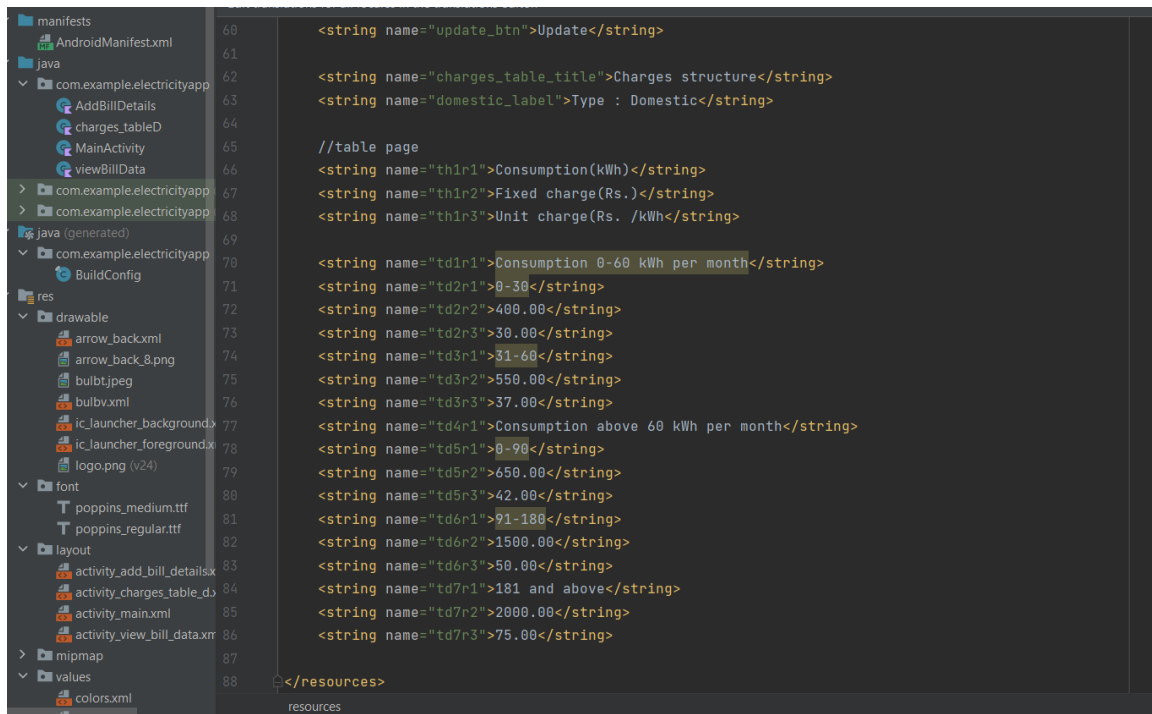 manifests
AndroidManifest.xml
java
com.example.electricityapp
AddBillDetails
charges_tableD
MainActivity
viewBillData
com.example.electricityapp
com.example.electricityapp
java (generated)
com.example.electricityapp
BuildConfig
res
drawable
arrow_back.xml
arrow_back_8.png
bulbt.jpeg
bulbv.xml
ic_launcher_background.x
ic_launcher_foreground.x
logo.png (v24)
font
poppins_medium.ttf
poppins_regular.ttf
layout
activity_add_bill_details.x
activity_charges_table_d.x
activity_main.xml
activity_view_bill_data.xm
mipmap
values
colors.xml
60 <string name="update_btn">Update</string>
61
62 <string name="charges_table_title">Charges structure</string>
63 <string name="domestic_label">Type : Domestic</string>
64
65 //table page
66 <string name="th1r1">Consumption(kWh)</string>
67 <string name="th1r2">Fixed charge(Rs.)</string>
68 <string name="th1r3">Unit charge(Rs. /kWh</string>
69
70 <string name="td1r1">Consumption 0-60 kWh per month</string>
71 <string name="td2r1">0-30</string>
72 <string name="td2r2">400.00</string>
73 <string name="td2r3">30.00</string>
74 <string name="td3r1">31-60</string>
75 <string name="td3r2">550.00</string>
76 <string name="td3r3">37.00</string>
77 <string name="td4r1">Consumption above 60 kWh per month</string>
78 <string name="td5r1">0-90</string>
79 <string name="td5r2">650.00</string>
80 <string name="td5r3">42.00</string>
81 <string name="td6r1">91-180</string>
82 <string name="td6r2">1500.00</string>
83 <string name="td6r3">50.00</string>
84 <string name="td7r1">181 and above</string>
85 <string name="td7r2">2000.00</string>
86 <string name="td7r3">75.00</string>
87
88 </resources>
resources